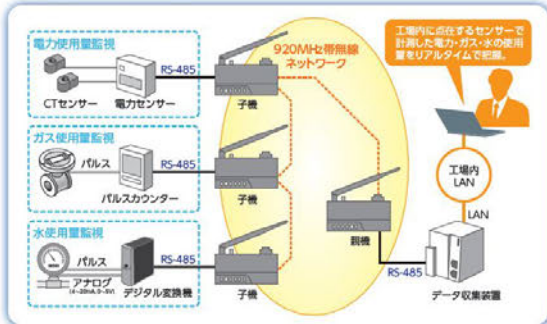 電力使用量監視
CTセンサー
電力センサー
RS-485
子機
ガス使用量監視
パルス
パルスカウンター
RS-485
子機
水使用量監視
パルス
アナログ
(4~20mA,0~5V)
デジタル変換機
RS-485
子機
920MHz帯無線
ネットワーク
親機
RS-485
工場内に点在するセンサーで
計測した電力・ガス・水の使用
量をリアルタイムで把握。
工場内
LAN
LAN
データ収集装置